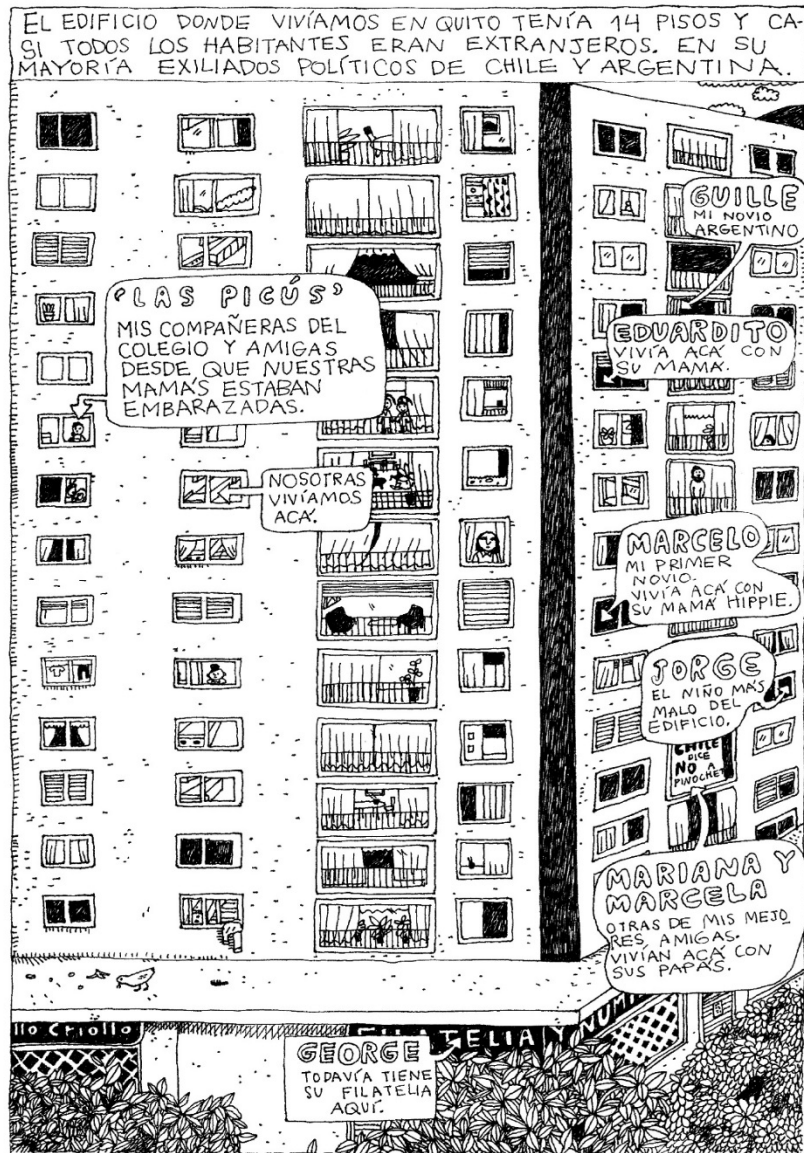 EL EDIFICIO DONDE VIVÍAMOS EN QUITO TENÍA 14 PISOS Y CA-
SI TODOS LOS HABITANTES ERAN EXTRANJEROS. EN SU
MAYORÍA EXILIADOS POLÍTICOS DE CHILE Y ARGENTINA.
GUILLE
MI NOVIO
ARGENTINO
"LAS PICÚS"
MIS COMPAÑERAS DEL
COLEGIO Y AMIGAS
DESDE QUE NUESTRAS
MAMÁS ESTABAN
EMBARAZADAS.
EDUARDITO
VIVÍA ACÁ CON
SU MAMÁ.
NOSOTRAS
VIVÍAMOS
ACÁ.
MARCELO
MI PRIMER
NOVIO.
VIVÍA ACÁ CON
SU MAMÁ HIPPIE.
JORGE
EL NIÑO MÁS
MALO DEL
EDIFICIO.
CHILE
DICE
NO A
PINOCHET
MARIANA Y
MARCELA
OTRAS DE MIS MEJO
RES AMIGAS.
VIVÍAN ACÁ CON
SUS PAPÁS.
llo Criollo
FILATELIA Y NUMI
GEORGE
TODAVÍA TIENE
SU FILATELIA
AQUÍ.